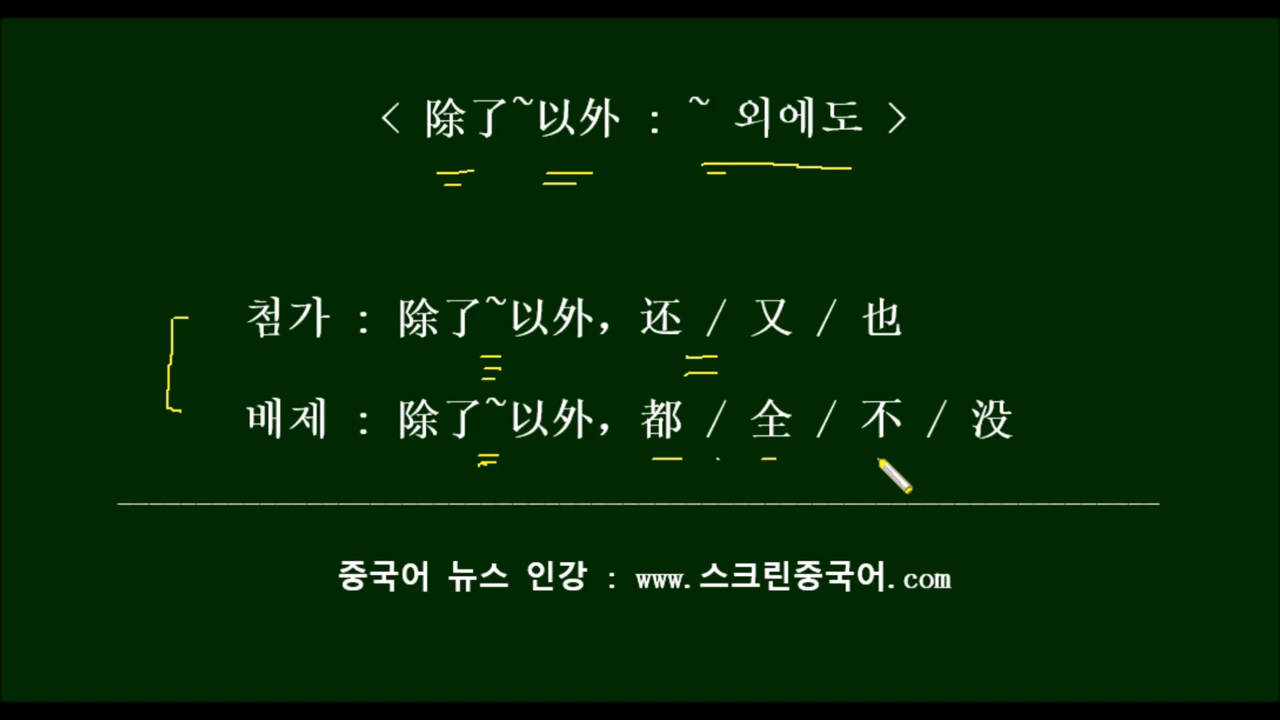 < 除了~以外 : ~ 외에도 >
첨가 : 除了~以外, 还 / 又 / 也
배제 : 除了~以外, 都 / 全 / 不 / 没
중국어 뉴스 인강 : www.스크린중국어.com